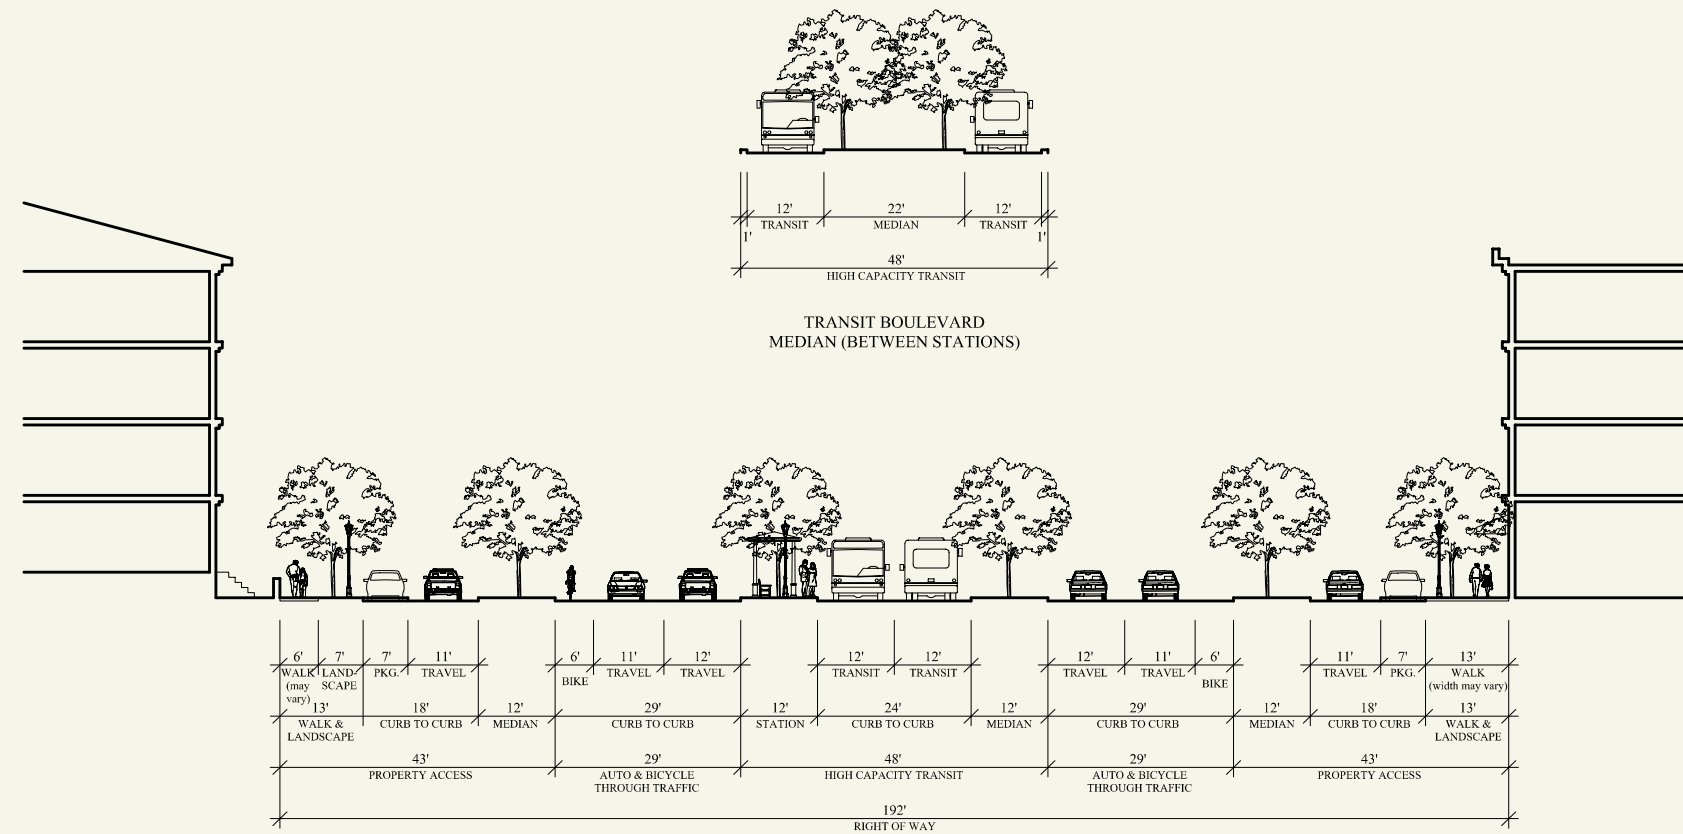 12' 22' 12'
TRANSIT MEDIAN TRANSIT
1' 1'
48'
HIGH CAPACITY TRANSIT
TRANSIT BOULEVARD
MEDIAN (BETWEEN STATIONS)
6' 7' 7' 11' 6' 11' 12' 12' 12' 12' 11' 6' 11' 7' 13'
WALK LAND- PKG. TRAVEL BIKE TRAVEL TRAVEL TRANSIT TRANSIT TRAVEL TRAVEL BIKE TRAVEL PKG. WALK
(may SCAPE (width may vary)
vary)
13' 18' 12' 29' 12' 24' 12' 29' 12' 18' 13'
WALK & CURB TO CURB MEDIAN CURB TO CURB STATION CURB TO CURB MEDIAN CURB TO CURB MEDIAN CURB TO CURB WALK &
LANDSCAPE LANDSCAPE
43' 29' 48' 29' 43'
PROPERTY ACCESS AUTO & BICYCLE HIGH CAPACITY TRANSIT AUTO & BICYCLE PROPERTY ACCESS
THROUGH TRAFFIC THROUGH TRAFFIC
192'
RIGHT OF WAY